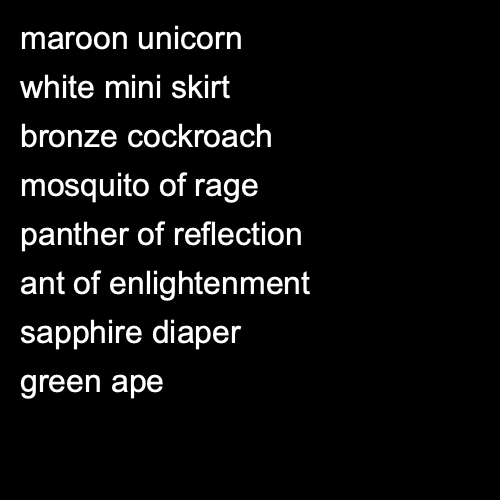 maroon unicorn
white mini skirt
bronze cockroach
mosquito of rage
panther of reflection
ant of enlightenment
sapphire diaper
green ape